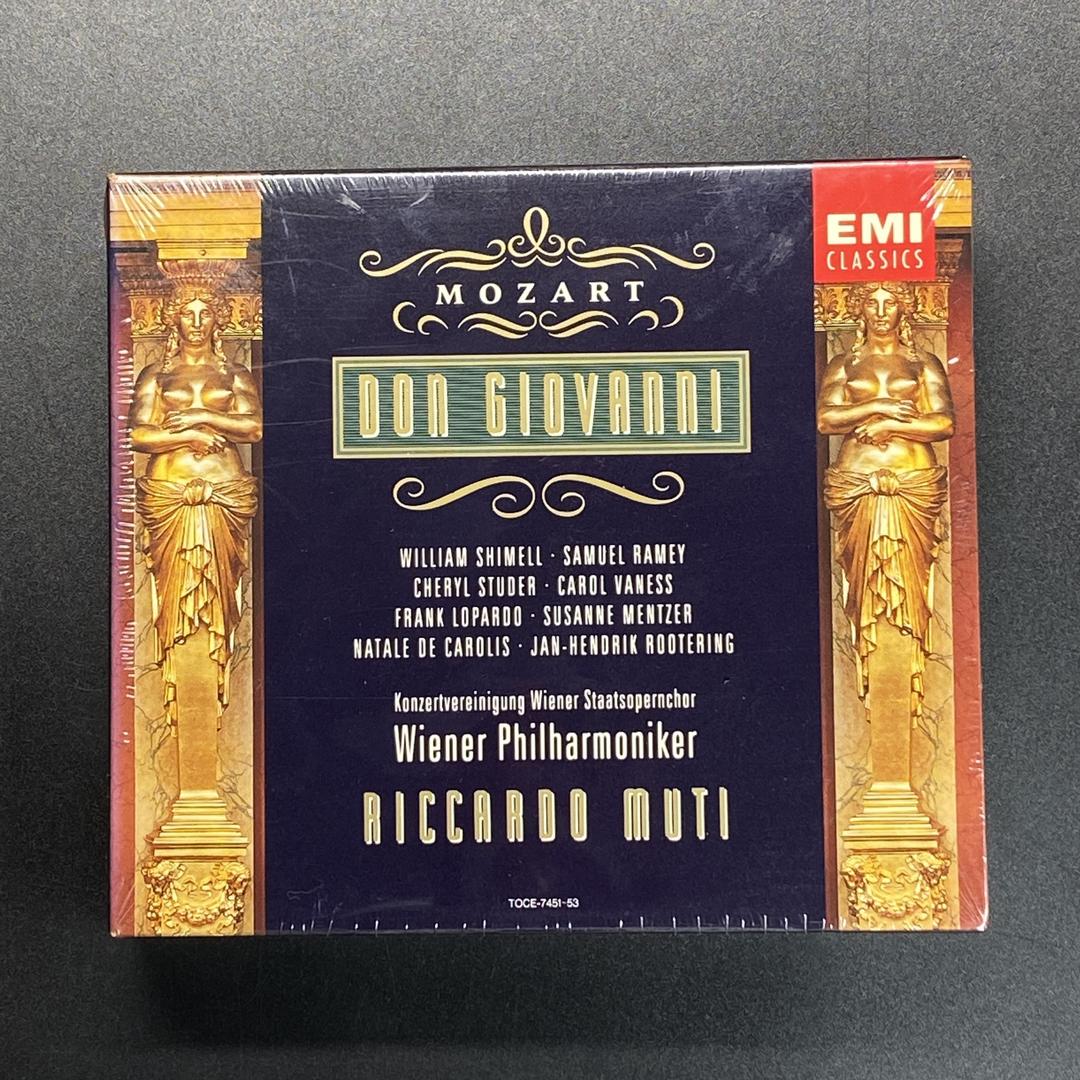 EMI
CLASSICS
MOZART
DON GIOVANNI
WILLIAM SHIMELL · SAMUEL RAMEY
CHERYL STUDER · CAROL VANESS
FRANK LOPARDO · SUSANNE MENTZER
NATALE DE CAROLIS · JAN-HENDRIK ROOTERING
Konzertvereinigung Wiener Staatsopernchor
Wiener Philharmoniker
RICCARDO MUTI
TOCE-7451~53